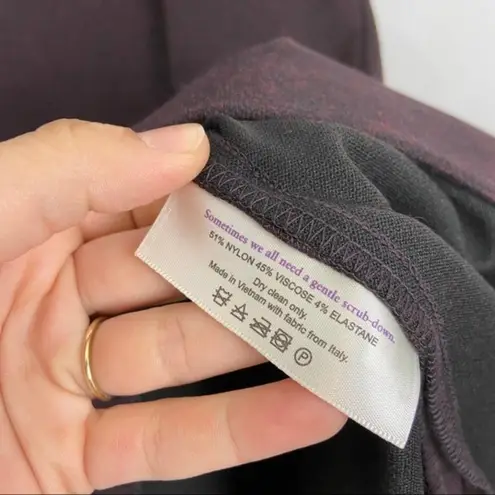 Sometimes we all need a gentle scrub-down.
51% NYLON 45% VISCOSE 4% ELASTANE
Dry clean only.
Made in Vietnam with fabric from Italy.
P